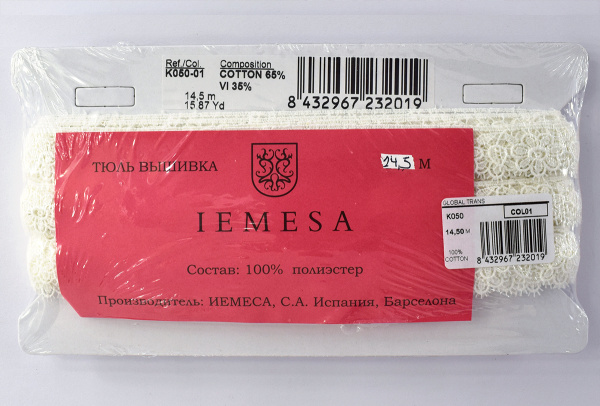 Ref./Col.
K050-01
Composition
COTTON 65%
VI 35%
14,5 m
15.87 Yd
8 432967 232019
ТЮЛЬ ВЫШИВКА
14,5 М
IEMESA
Состав: 100% полиэстер
Производитель: ИЕМЕСА, С.А. Испания, Барселона
GLOBAL TRANS
K050
COL01
14,50 M
100%
COTTON
8 432967 232019